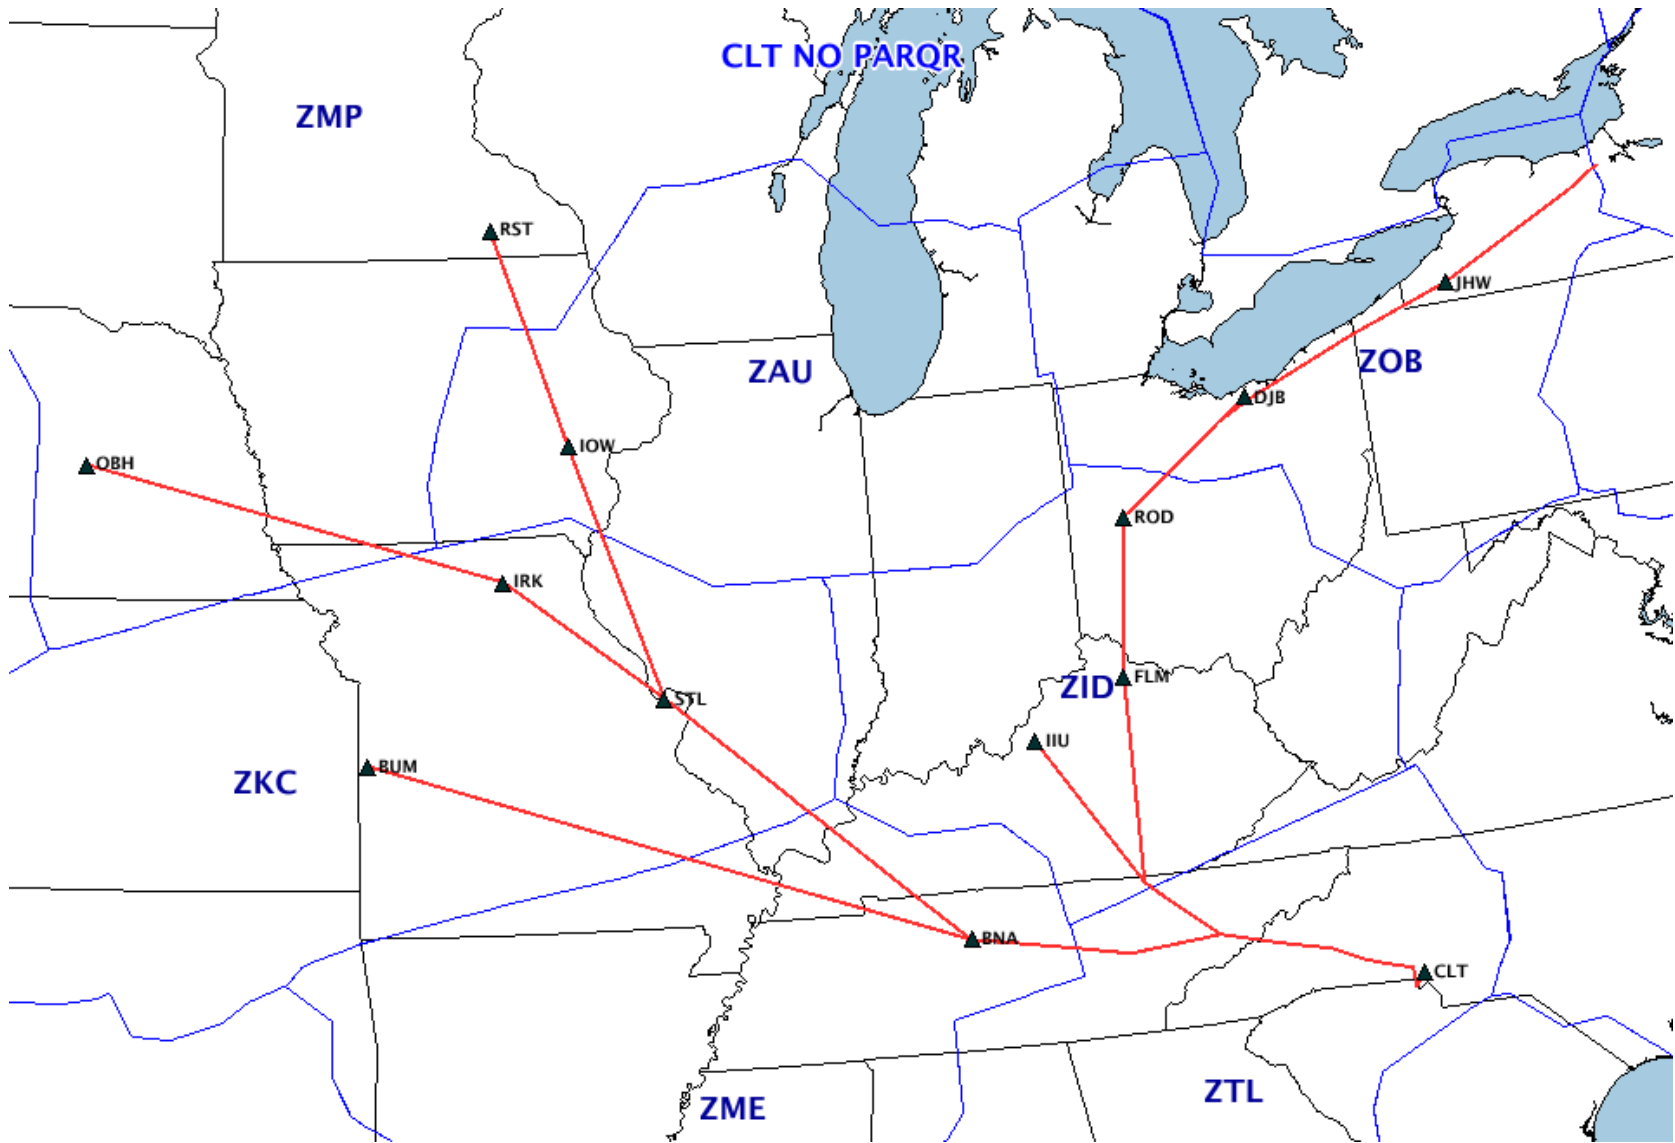 CLT NO PARQR
ZMP
RST
JHW
ZAU
ZOB
DJB
IOW
OBH
ROD
IRK
FLM
ZID
STL
IIU
BUM
ZKC
BNA
CLT
ZTL
ZME